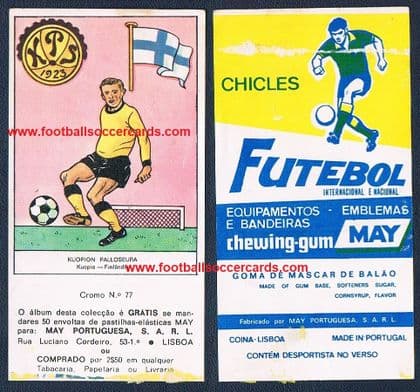 KPS
1923
www.footballsoccercards.com
KUOPION PALLOSEURA
Kuopio — Finlândia
www.footballsoccercards.com
Cromo N.º 77
O álbum desta colecção é GRATIS se mandares 50 envoltas de pastilhas-elásticas MAY
para: MAY PORTUGUESA, S. A. R. L.
Rua Luciano Cordeiro, 53-1.º • LISBOA
ou
COMPRADO por 2$50 em qualquer
Tabacaria, Papelaria ou Livraria
CHICLES
www.footballsoccercards.com
FUTEBOL
INTERNACIONAL E NACIONAL
EQUIPAMENTOS - EMBLEMAS
E BANDEIRAS
chewing-gum MAY
GOMA DE MASCAR DE BALÃO
MADE OF GUM BASE, SOFTENERS SUGAR,
CORNSYRUP, FLAVOR
Fabricado por MAY PORTUGUESA, S. A. R. L.
COINA-LISBOA MADE IN PORTUGAL
CONTÉM DESPORTISTA NO VERSO